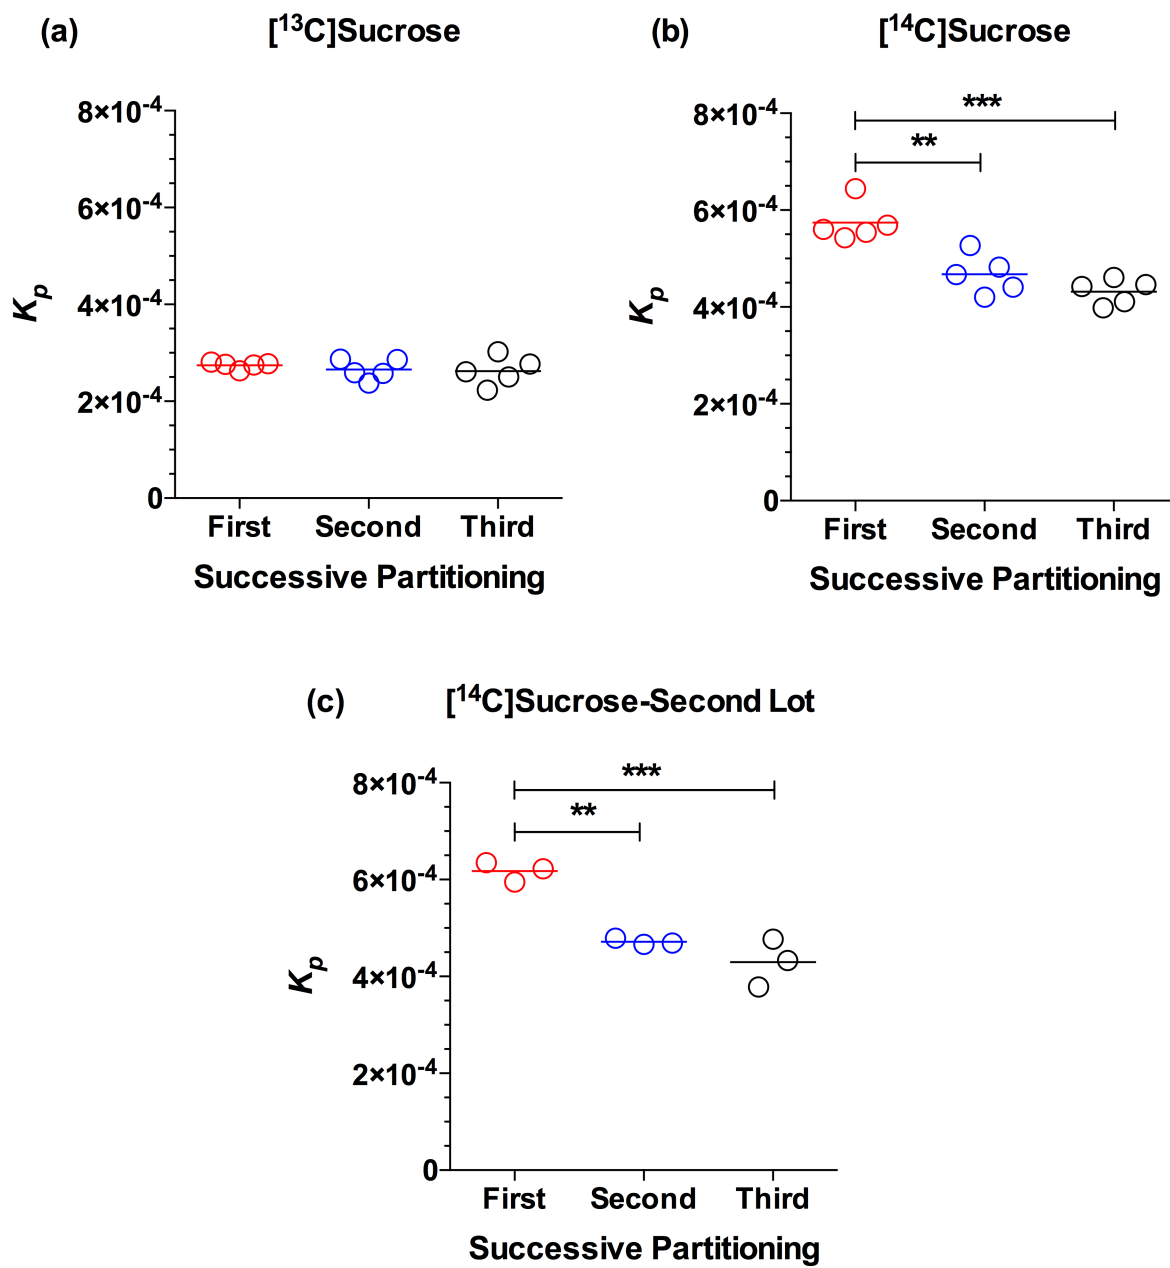 (a) [¹³C]Sucrose
8×10⁻⁴
6×10⁻⁴
4×10⁻⁴
2×10⁻⁴
0
Kp
First Second Third
Successive Partitioning
(b) [¹⁴C]Sucrose
***
**
8×10⁻⁴
6×10⁻⁴
4×10⁻⁴
2×10⁻⁴
0
Kp
First Second Third
Successive Partitioning
(c) [¹⁴C]Sucrose-Second Lot
***
**
8×10⁻⁴
6×10⁻⁴
4×10⁻⁴
2×10⁻⁴
0
Kp
First Second Third
Successive Partitioning